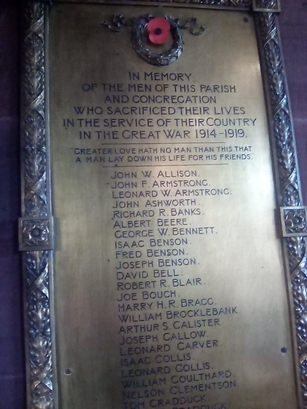 IN MEMORY
OF THE MEN OF THIS PARISH
AND CONGREGATION
WHO SACRIFICED THEIR LIVES
IN THE SERVICE OF THEIR COUNTRY
IN THE GREAT WAR 1914-1919.
"GREATER LOVE HATH NO MAN THAN THIS THAT
A MAN LAY DOWN HIS LIFE FOR HIS FRIENDS."
JOHN W. ALLISON.
JOHN F. ARMSTRONG.
LEONARD W. ARMSTRONG.
JOHN ASHWORTH.
RICHARD R. BANKS.
ALBERT BEERE.
GEORGE W. BENNETT.
ISAAC BENSON.
FRED BENSON.
JOSEPH BENSON.
DAVID BELL.
ROBERT R. BLAIR.
JOE BOUCH.
HARRY H. R. BRAGG.
WILLIAM BROCKLEBANK.
ARTHUR S. CALISTER
JOSEPH CALLOW.
LEONARD CARVER.
ISAAC COLLIS.
LEONARD COLLIS.
WILLIAM COULTHARD.
NELSON CLEMENTSON
TOM CRADDUCK